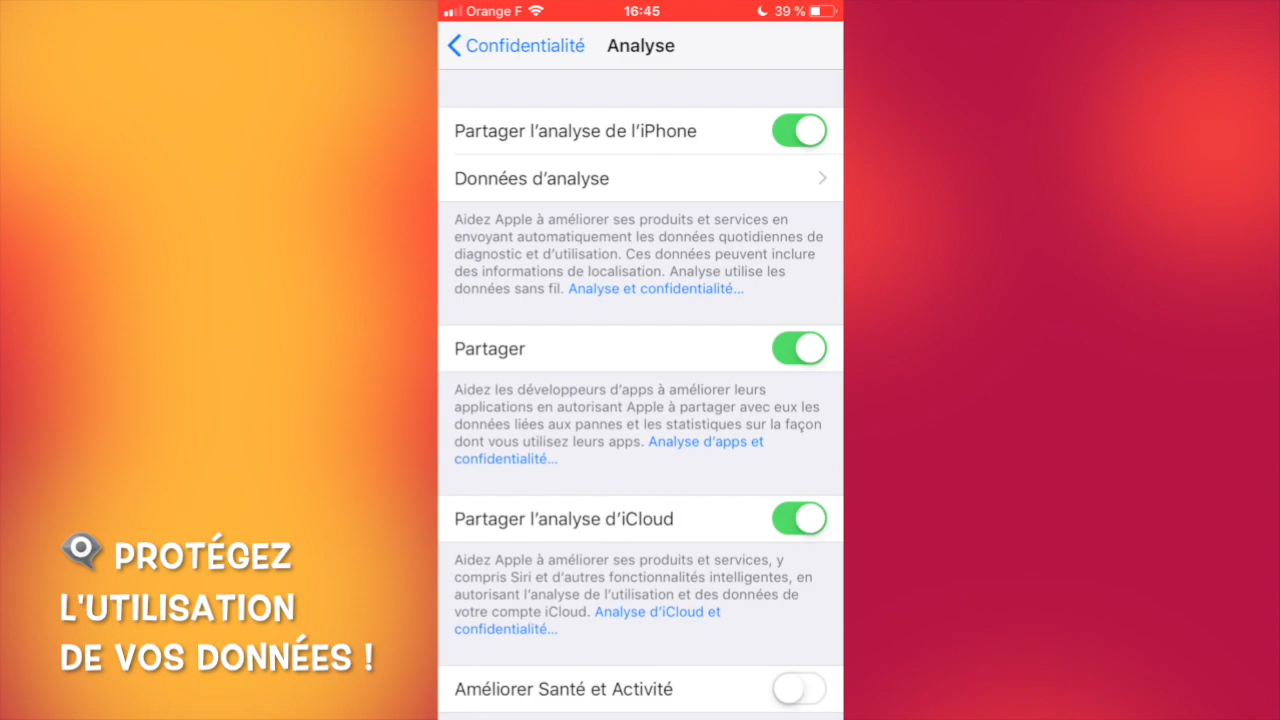 Orange F 16:45 39 %
Confidentialité Analyse
Partager l’analyse de l’iPhone
Données d’analyse
Aidez Apple à améliorer ses produits et services en
envoyant automatiquement les données quotidiennes de
diagnostic et d’utilisation. Ces données peuvent inclure
des informations de localisation. Analyse utilise les
données sans fil. Analyse et confidentialité...
Partager
Aidez les développeurs d’apps à améliorer leurs
applications en autorisant Apple à partager avec eux les
données liées aux pannes et les statistiques sur la façon
dont vous utilisez leurs apps. Analyse d’apps et
confidentialité...
Partager l’analyse d’iCloud
Aidez Apple à améliorer ses produits et services, y
compris Siri et d’autres fonctionnalités intelligentes, en
autorisant l’analyse de l’utilisation et des données de
votre compte iCloud. Analyse d’iCloud et
confidentialité...
Améliorer Santé et Activité
PROTÉGEZ
L'UTILISATION
DE VOS DONNÉES !